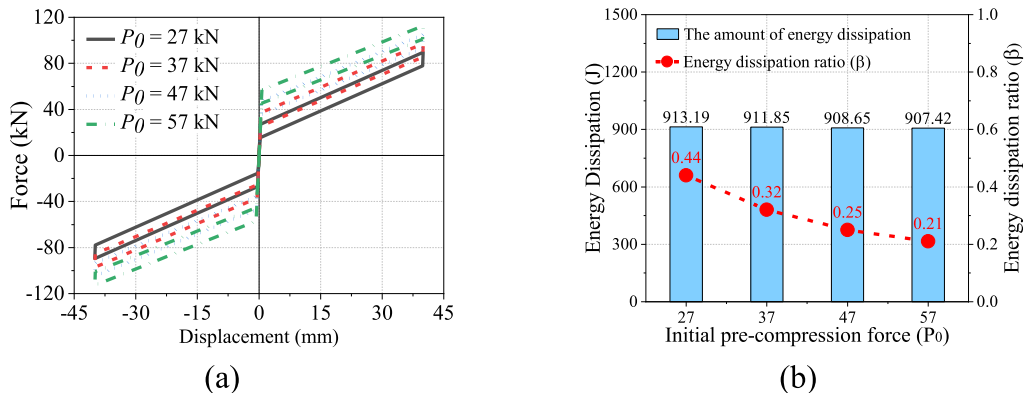 120
80
40
0
-40
-80
-120
Force (kN)
P0 = 27 kN
P0 = 37 kN
P0 = 47 kN
P0 = 57 kN
-45
-30
-15
0
15
30
45
Displacement (mm)
(a)
1500
1200
900
600
300
0
Energy Dissipation (J)
The amount of energy dissipation
Energy dissipation ratio (β)
913.19
911.85
908.65
907.42
0.44
0.32
0.25
0.21
1.0
0.8
0.6
0.4
0.2
0.0
Energy dissipation ratio (β)
27
37
47
57
Initial pre-compression force (P0)
(b)